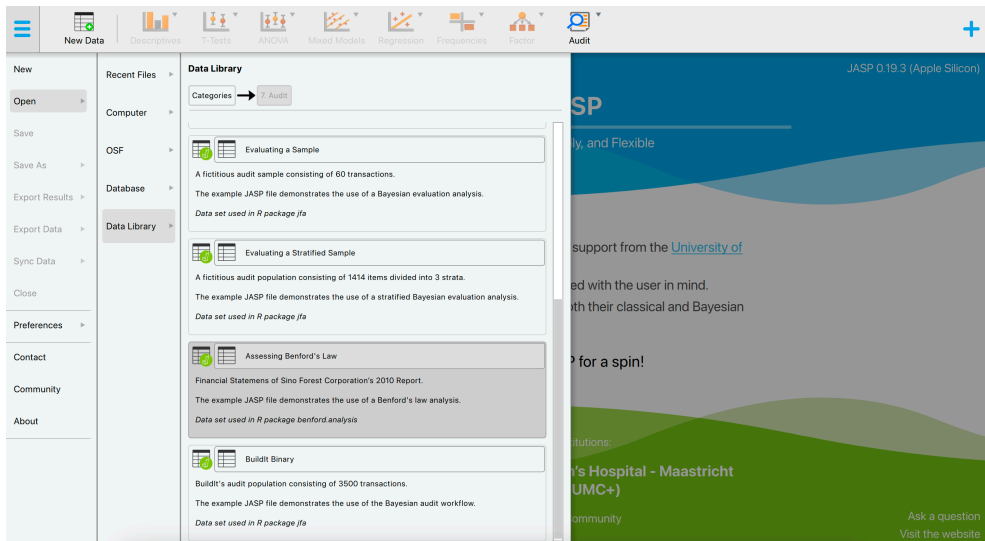 New Data
Descriptives
T-Tests
ANOVA
Mixed Models
Regression
Frequencies
Factor
Audit
New
Open
Save
Save As
Export Results
Export Data
Sync Data
Close
Preferences
Contact
Community
About
Recent Files
Computer
OSF
Database
Data Library
Data Library
Categories
7. Audit
Evaluating a Sample
A fictitious audit sample consisting of 60 transactions.
The example JASP file demonstrates the use of a Bayesian evaluation analysis.
Data set used in R package jfa
Evaluating a Stratified Sample
A fictitious audit population consisting of 1414 items divided into 3 strata.
The example JASP file demonstrates the use of a stratified Bayesian evaluation analysis.
Data set used in R package jfa
Assessing Benford's Law
Financial Statemens of Sino Forest Corporation's 2010 Report.
The example JASP file demonstrates the use of a Benford's law analysis.
Data set used in R package benford.analysis
BuildIt Binary
BuildIt's audit population consisting of 3500 transactions.
The example JASP file demonstrates the use of the Bayesian audit workflow.
Data set used in R package jfa
JASP 0.19.3 (Apple Silicon)
SP
ly, and Flexible
support from the University of
ed with the user in mind.
oth their classical and Bayesian
P for a spin!
itutions:
n's Hospital - Maastricht
UMC+)
ommunity
Ask a question
Visit the website